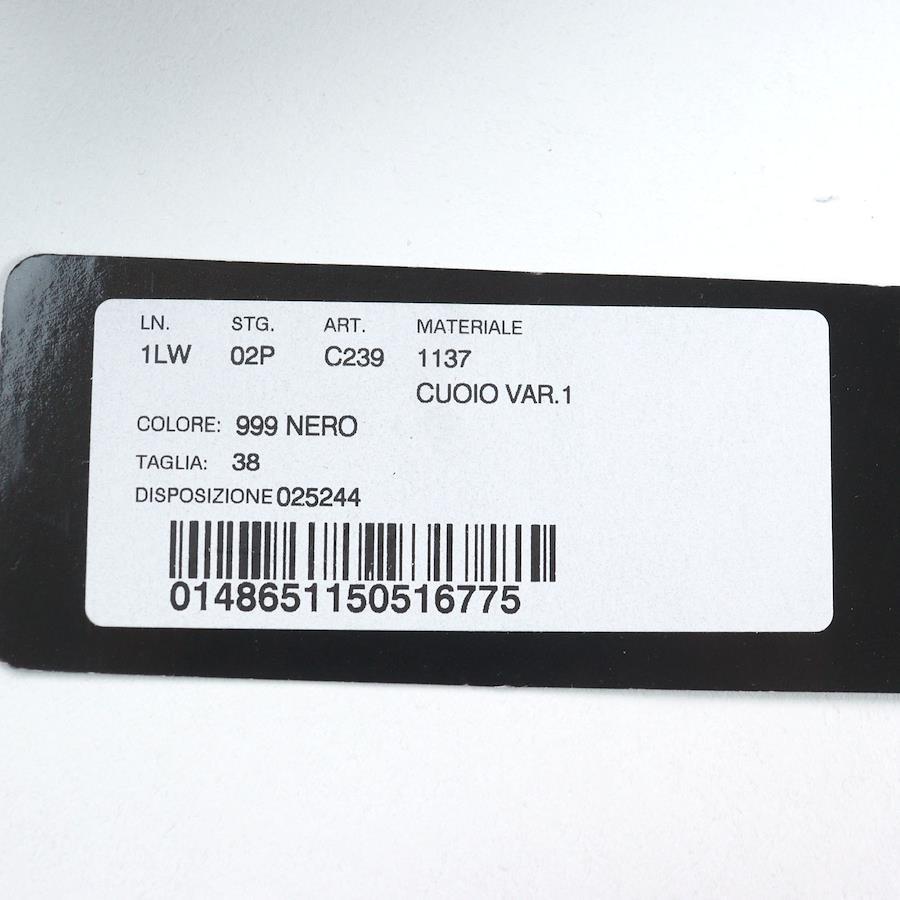 LN. STG. ART. MATERIALE
1LW 02P C239 1137
CUOIO VAR.1
COLORE: 999 NERO
TAGLIA: 38
DISPOSIZIONE 025244
0148651150516775